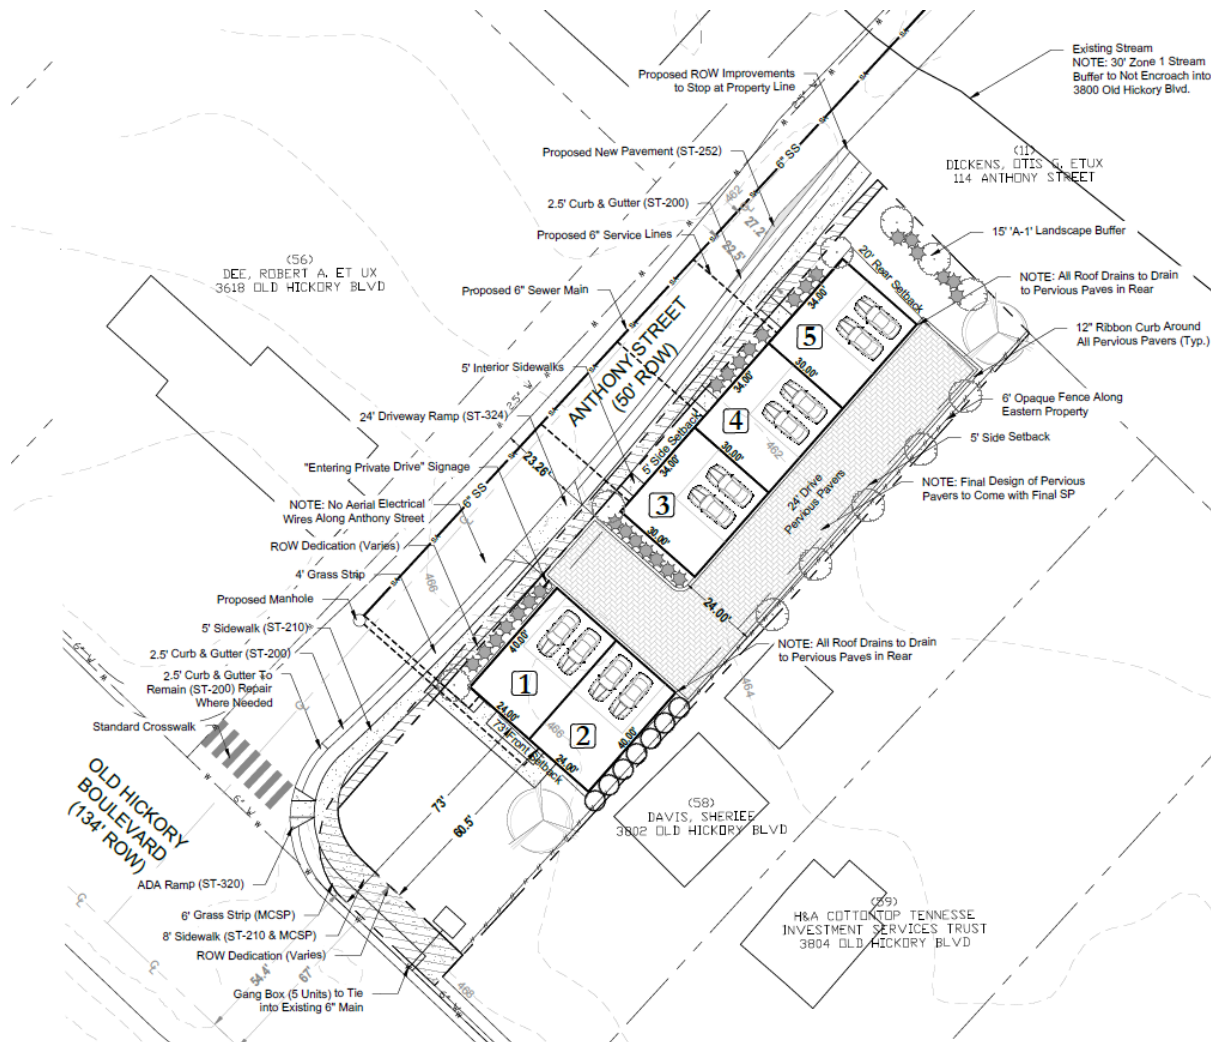 Existing Stream
NOTE: 30' Zone 1 Stream
Buffer to Not Encroach into
3800 Old Hickory Blvd.
Proposed ROW Improvements
to Stop at Property Line
2.5' W
6" SS
(11)
DICKENS, OTIS G. ETUX
114 ANTHONY STREET
Proposed New Pavement (ST-252)
462
27.2'
22.5'
2.5' Curb & Gutter (ST-200)
15' 'A-1' Landscape Buffer
Proposed 6" Service Lines
20' Rear Setback
(56)
DEE, ROBERT A. ET UX
3618 OLD HICKORY BLVD
NOTE: All Roof Drains to Drain
to Pervious Paves in Rear
Proposed 6" Sewer Main
34.00'
5
30.00'
12" Ribbon Curb Around
All Pervious Pavers (Typ.)
ANTHONY STREET
(50' ROW)
5' Interior Sidewalks
34.00'
4
30.00'
462
6' Opaque Fence Along
Eastern Property
2.5' W
24' Driveway Ramp (ST-324)
5' Side Setback
5' Side Setback
23.26'
34.00'
3
30.00'
"Entering Private Drive" Signage
24' Drive
Pervious Pavers
NOTE: Final Design of Pervious
Pavers to Come with Final SP
6" SS
NOTE: No Aerial Electrical
Wires Along Anthony Street
ROW Dedication (Varies)
4' Grass Strip
466
24.00'
Proposed Manhole
5' Sidewalk (ST-210)
2.5' Curb & Gutter (ST-200)
2.5' Curb & Gutter To
Remain (ST-200) Repair
Where Needed
40.00'
1
24.00'
NOTE: All Roof Drains to Drain
to Pervious Paves in Rear
464
6" W
Standard Crosswalk
466
2
40.00'
24.00'
73' Front Setback
OLD HICKORY
BOULEVARD
(134' ROW)
6" W
73'
60.5'
(58)
DAVIS, SHERIEE
3802 OLD HICKORY BLVD
ADA Ramp (ST-320)
6' Grass Strip (MCSP)
8' Sidewalk (ST-210 & MCSP)
ROW Dedication (Varies)
(59)
H&A COTTONTOP TENNESSE
INVESTMENT SERVICES TRUST
3804 OLD HICKORY BLVD
54.4'
67'
Gang Box (5 Units) to Tie
into Existing 6" Main
6" W
468